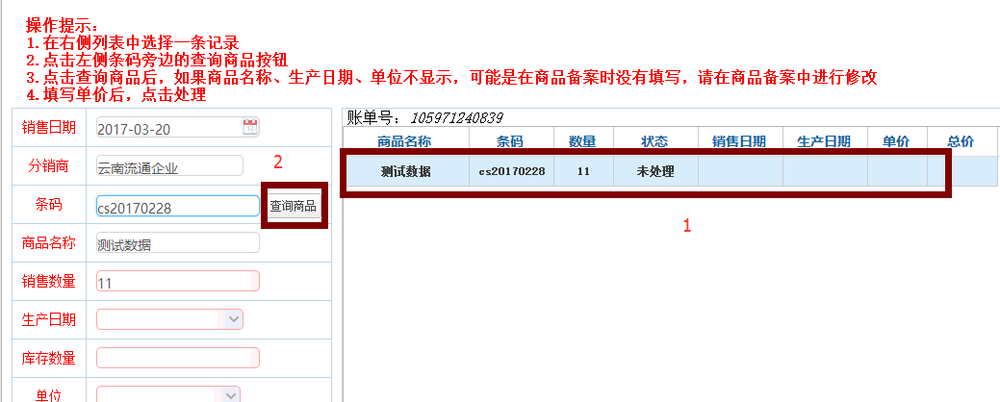 操作提示：
1.在右侧列表中选择一条记录
2.点击左侧条码旁边的查询商品按钮
3.点击查询商品后，如果商品名称、生产日期、单位不显示，可能是在商品备案时没有填写，请在商品备案中进行修改
4.填写单价后，点击处理
销售日期 2017-03-20
分销商 云南流通企业
2
条码 cs20170228 查询商品
商品名称 测试数据
销售数量 11
生产日期
库存数量
单位
账单号：105971240839
商品名称 条码 数量 状态 销售日期 生产日期 单价 总价
测试数据 cs20170228 11 未处理
1